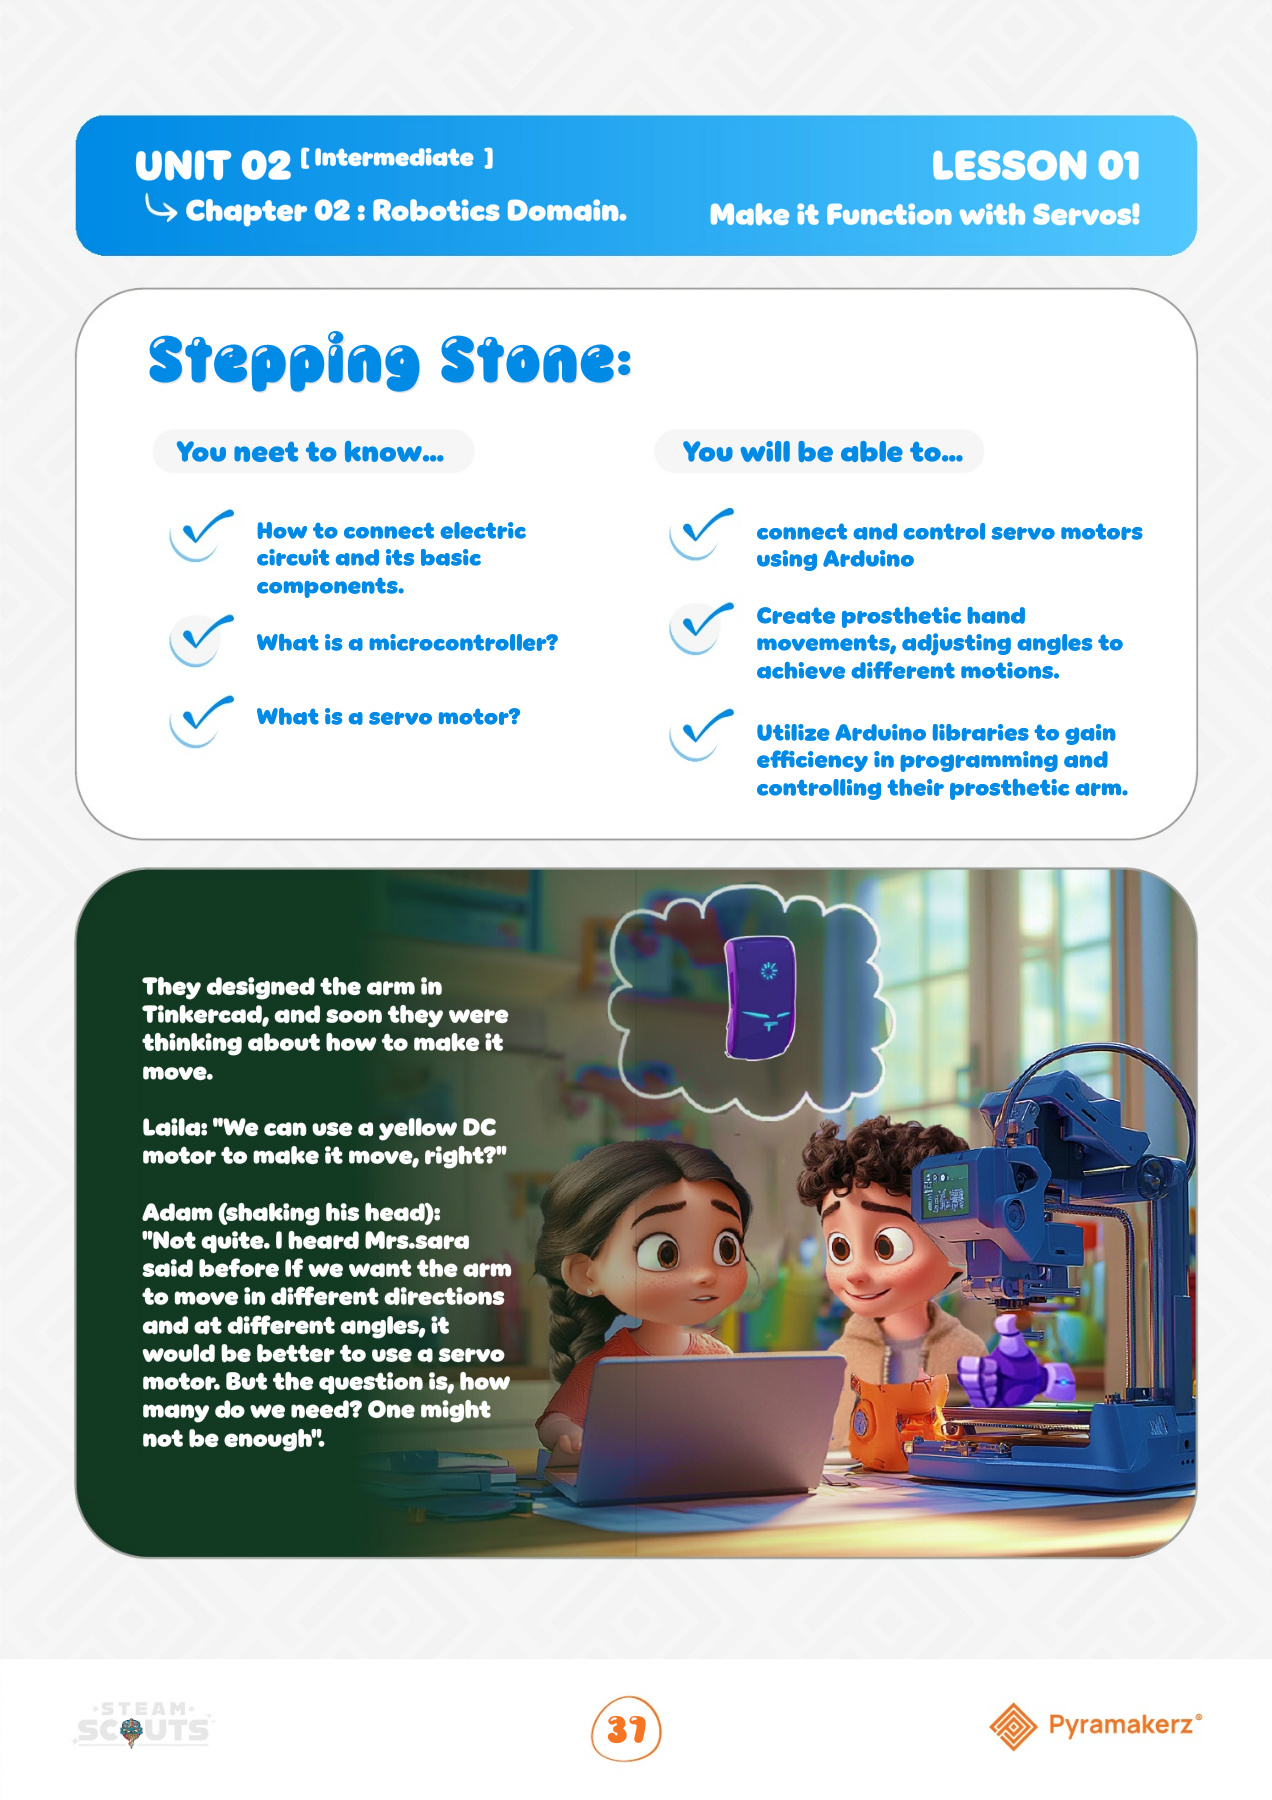 UNIT 02 [ Intermediate ]
Chapter 02 : Robotics Domain.
LESSON 01
Make it Function with Servos!
Stepping Stone:
You neet to know...
How to connect electric
circuit and its basic
components.
What is a microcontroller?
What is a servo motor?
You will be able to...
connect and control servo motors
using Arduino
Create prosthetic hand
movements, adjusting angles to
achieve different motions.
Utilize Arduino libraries to gain
efficiency in programming and
controlling their prosthetic arm.
They designed the arm in
Tinkercad, and soon they were
thinking about how to make it
move.
Laila: "We can use a yellow DC
motor to make it move, right?"
Adam (shaking his head):
"Not quite. I heard Mrs.sara
said before If we want the arm
to move in different directions
and at different angles, it
would be better to use a servo
motor. But the question is, how
many do we need? One might
not be enough".
STEAM
SCOUTS
37
Pyramakerz®